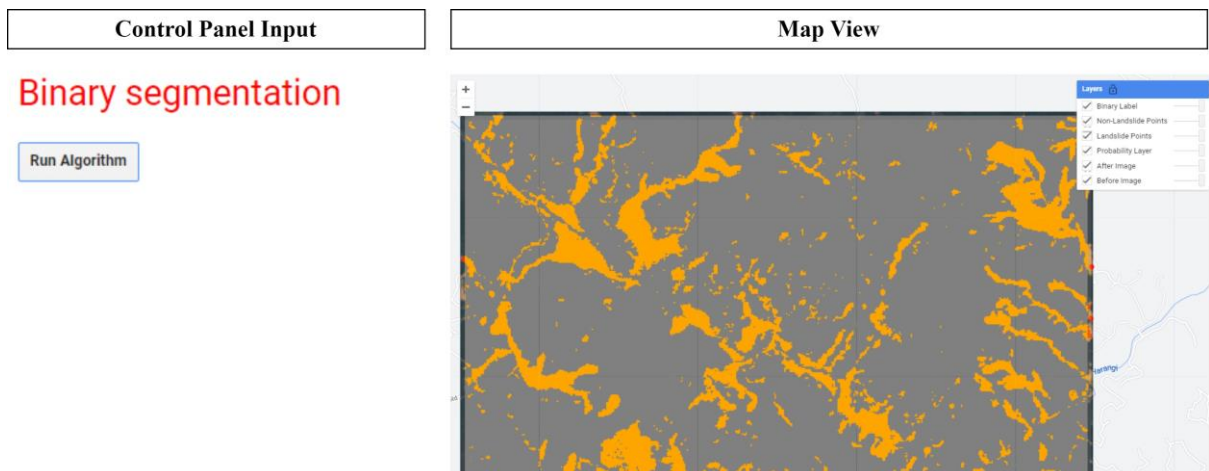 Control Panel Input
Map View
Binary segmentation
Run Algorithm
+
−
Layers
Binary Label
Non-Landslide Points
Landslide Points
Probability Layer
After Image
Before Image